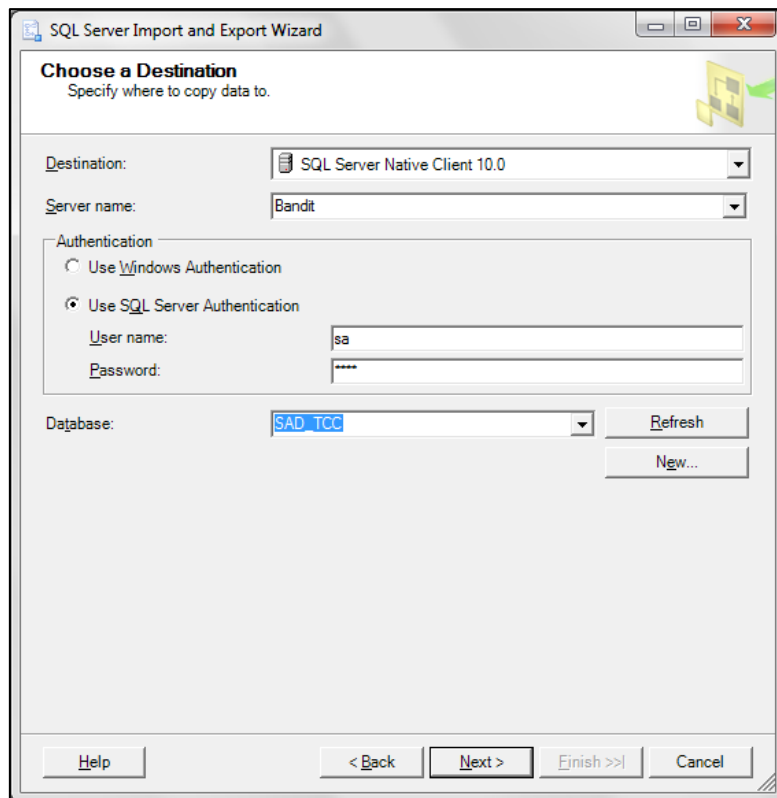 SQL Server Import and Export Wizard
Choose a Destination
Specify where to copy data to.
Destination: SQL Server Native Client 10.0
Server name: Bandit
Authentication
Use Windows Authentication
Use SQL Server Authentication
User name: sa
Password: ****
Database: SAD_TCC Refresh
New...
Help < Back Next > Finish >>| Cancel